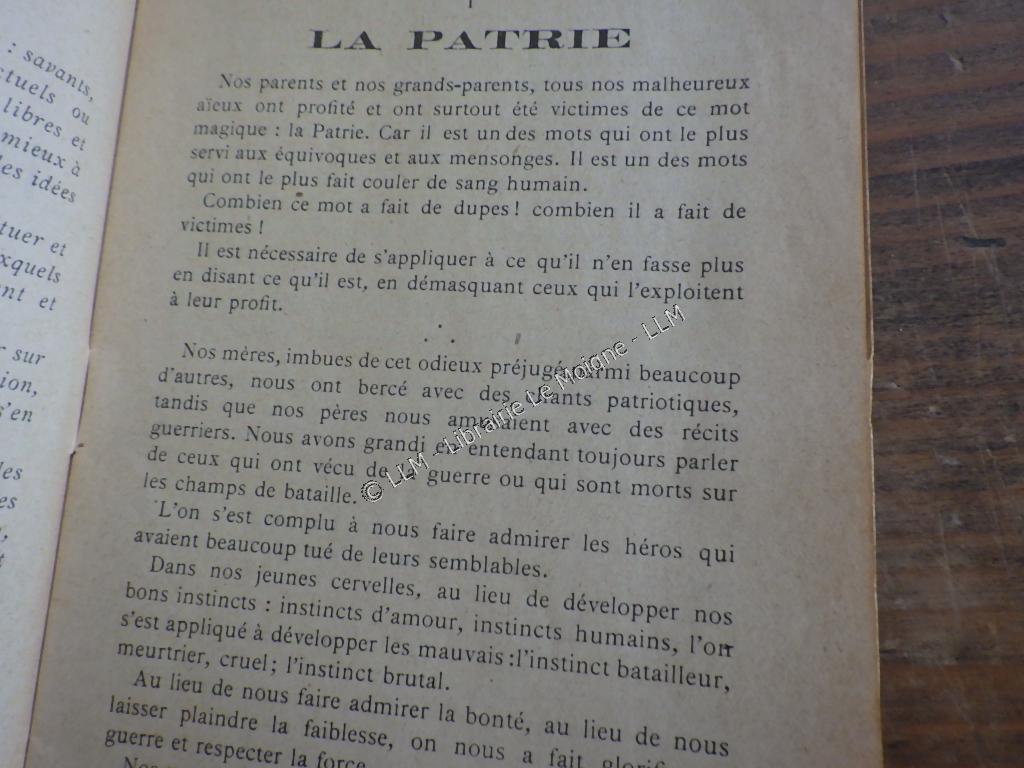 : savants,
ctuels ou
libres et
mieux à
les idées
tuer et
xquels
nt et
r sur
ion,
s'en
les
es
I
LA PATRIE
Nos parents et nos grands-parents, tous nos malheureux
aïeux ont profité et ont surtout été victimes de ce mot
magique : la Patrie. Car il est un des mots qui ont le plus
servi aux équivoques et aux mensonges. Il est un des mots
qui ont le plus fait couler de sang humain.
Combien ce mot a fait de dupes ! combien il a fait de
victimes !
Il est nécessaire de s'appliquer à ce qu'il n'en fasse plus
en disant ce qu'il est, en démasquant ceux qui l'exploitent
à leur profit.
Nos mères, imbues de cet odieux préjugé parmi beaucoup
d'autres, nous ont bercé avec des chants patriotiques,
tandis que nos pères nous amusaient avec des récits
guerriers. Nous avons grandi en entendant toujours parler
de ceux qui ont vécu de la guerre ou qui sont morts sur
les champs de bataille.
L'on s'est complu à nous faire admirer les héros qui
avaient beaucoup tué de leurs semblables.
Dans nos jeunes cervelles, au lieu de développer nos
bons instincts : instincts d'amour, instincts humains, l'on
s'est appliqué à développer les mauvais : l'instinct batailleur,
meurtrier, cruel ; l'instinct brutal.
Au lieu de nous faire admirer la bonté, au lieu de nous
laisser plaindre la faiblesse, on nous a fait
guerre et respecter la force
© LLM - Librairie Le Moigne - LLM